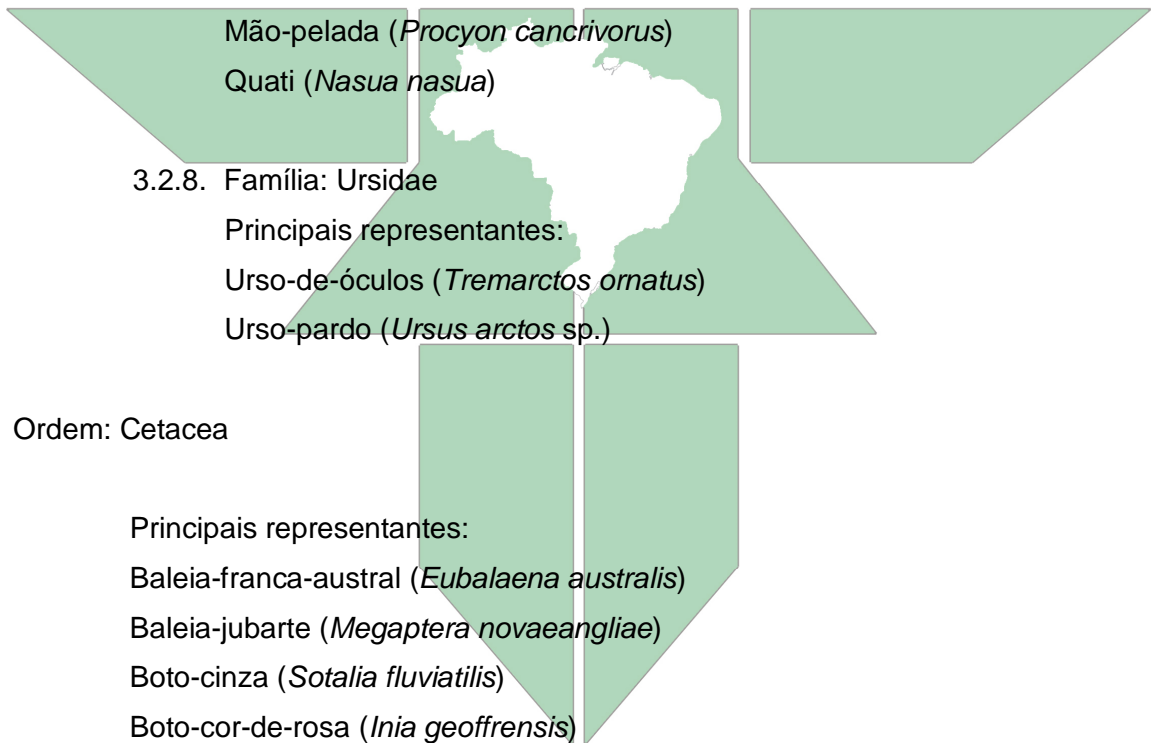 Mão-pelada (Procyon cancrivorus)
Quati (Nasua nasua)
3.2.8. Família: Ursidae
Principais representantes:
Urso-de-óculos (Tremarctos ornatus)
Urso-pardo (Ursus arctos sp.)
Ordem: Cetacea
Principais representantes:
Baleia-franca-austral (Eubalaena australis)
Baleia-jubarte (Megaptera novaeangliae)
Boto-cinza (Sotalia fluviatilis)
Boto-cor-de-rosa (Inia geoffrensis)